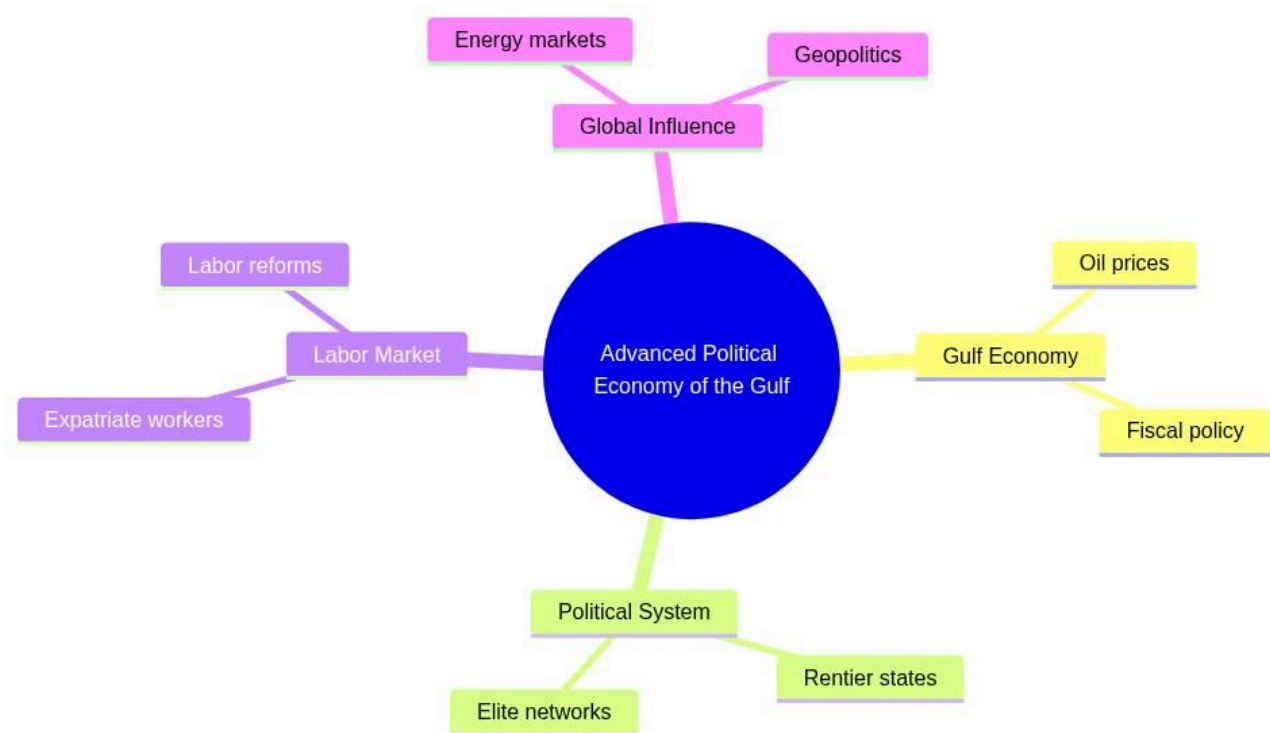 Energy markets
Geopolitics
Global Influence
Labor reforms
Oil prices
Labor Market
Advanced Political
Economy of the Gulf
Gulf Economy
Expatriate workers
Fiscal policy
Political System
Rentier states
Elite networks